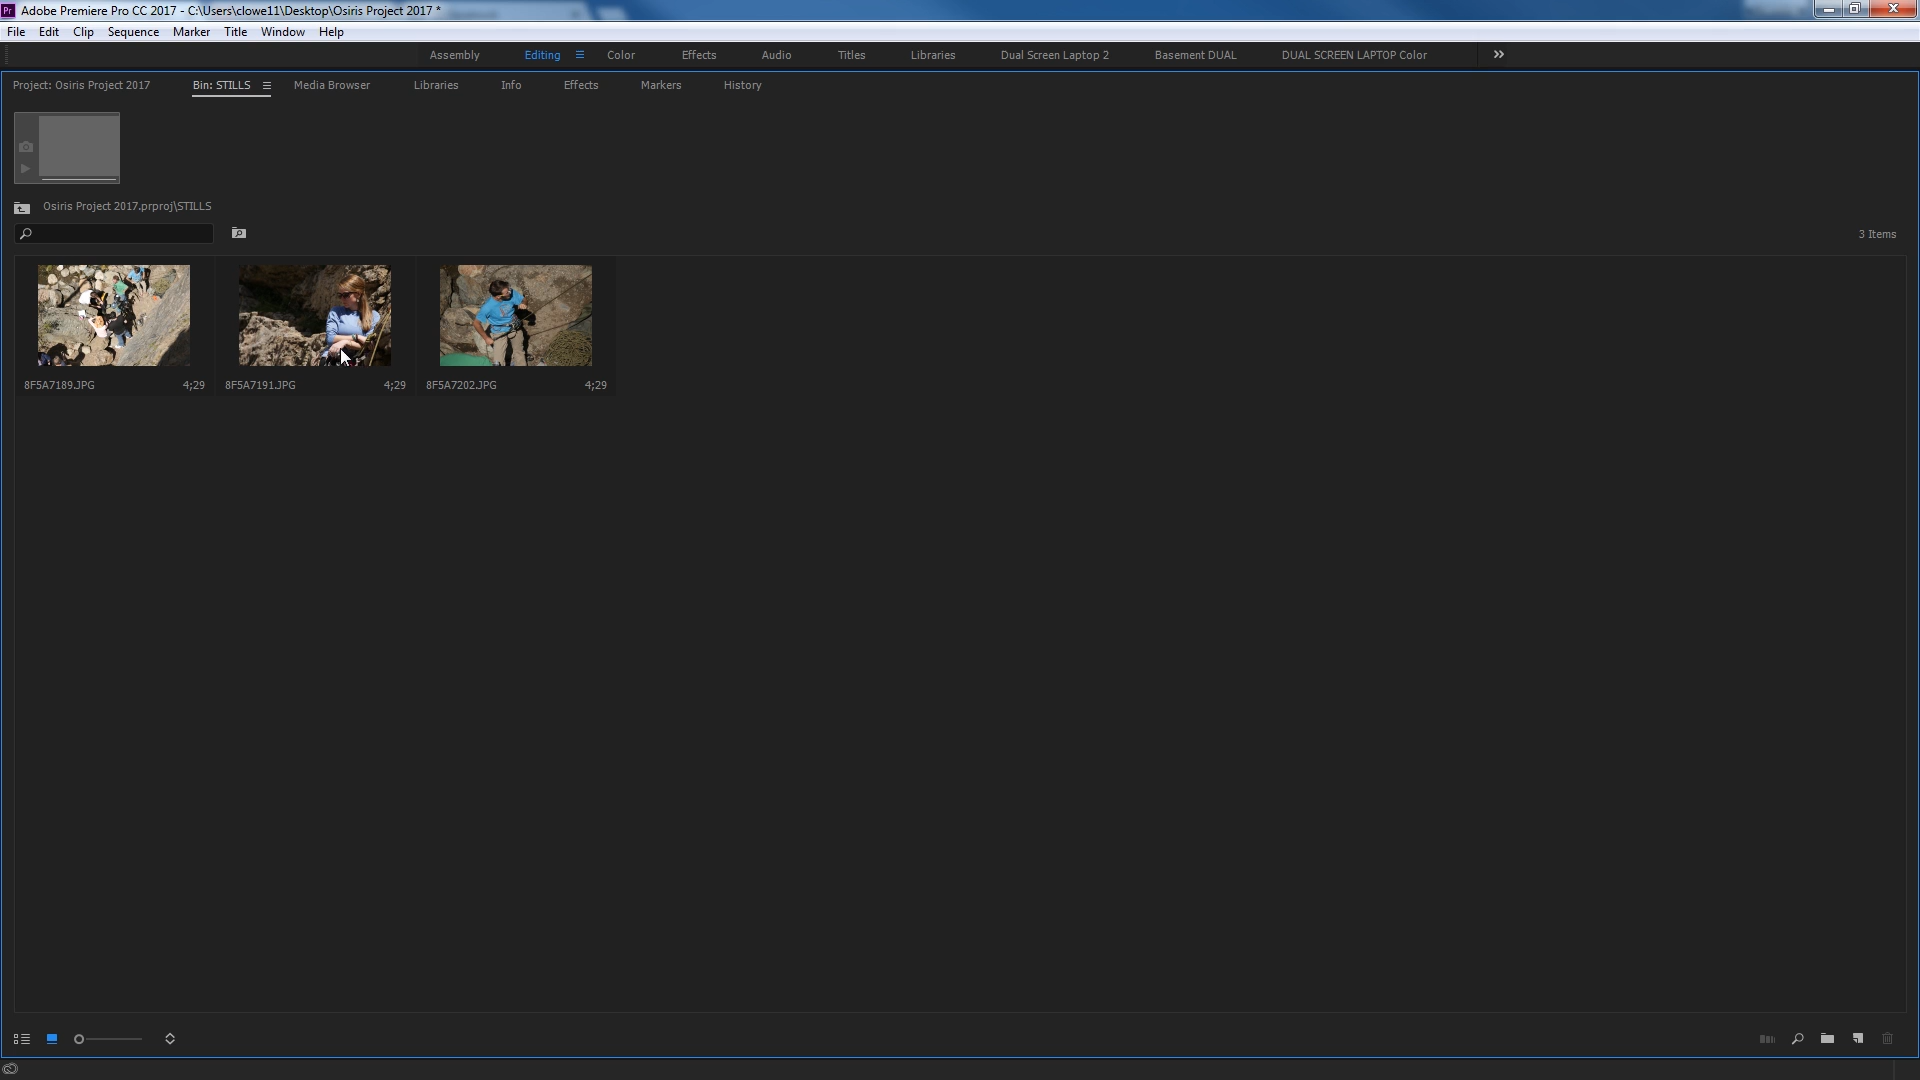 Pr Adobe Premiere Pro CC 2017 - C:\Users\clowe11\Desktop\Osiris Project 2017 *
File Edit Clip Sequence Marker Title Window Help
Assembly Editing Color Effects Audio Titles Libraries Dual Screen Laptop 2 Basement DUAL DUAL SCREEN LAPTOP Color
Project: Osiris Project 2017 Bin: STILLS Media Browser Libraries Info Effects Markers History
Osiris Project 2017.prproj\STILLS
3 Items
8F5A7189.JPG 4;29 8F5A7191.JPG 4;29 8F5A7202.JPG 4;29